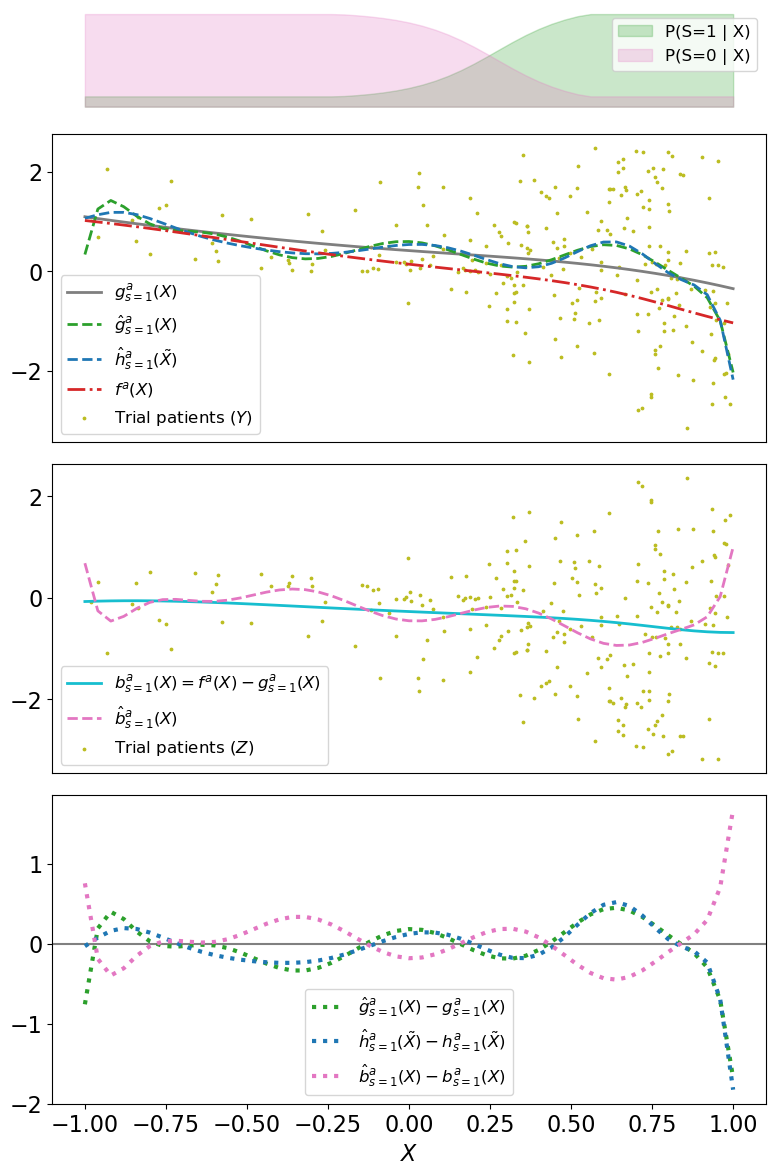 P(S=1 | X)
P(S=0 | X)
2
0
−2
g^a_{s=1}(X)
ĝ^a_{s=1}(X)
ĥ^a_{s=1}(X̃)
f^a(X)
Trial patients (Y)
2
0
−2
b^a_{s=1}(X) = f^a(X) − g^a_{s=1}(X)
b̂^a_{s=1}(X)
Trial patients (Z)
1
0
−1
−2
ĝ^a_{s=1}(X) − g^a_{s=1}(X)
ĥ^a_{s=1}(X̃) − h^a_{s=1}(X̃)
b̂^a_{s=1}(X) − b^a_{s=1}(X)
−1.00 −0.75 −0.50 −0.25 0.00 0.25 0.50 0.75 1.00
X